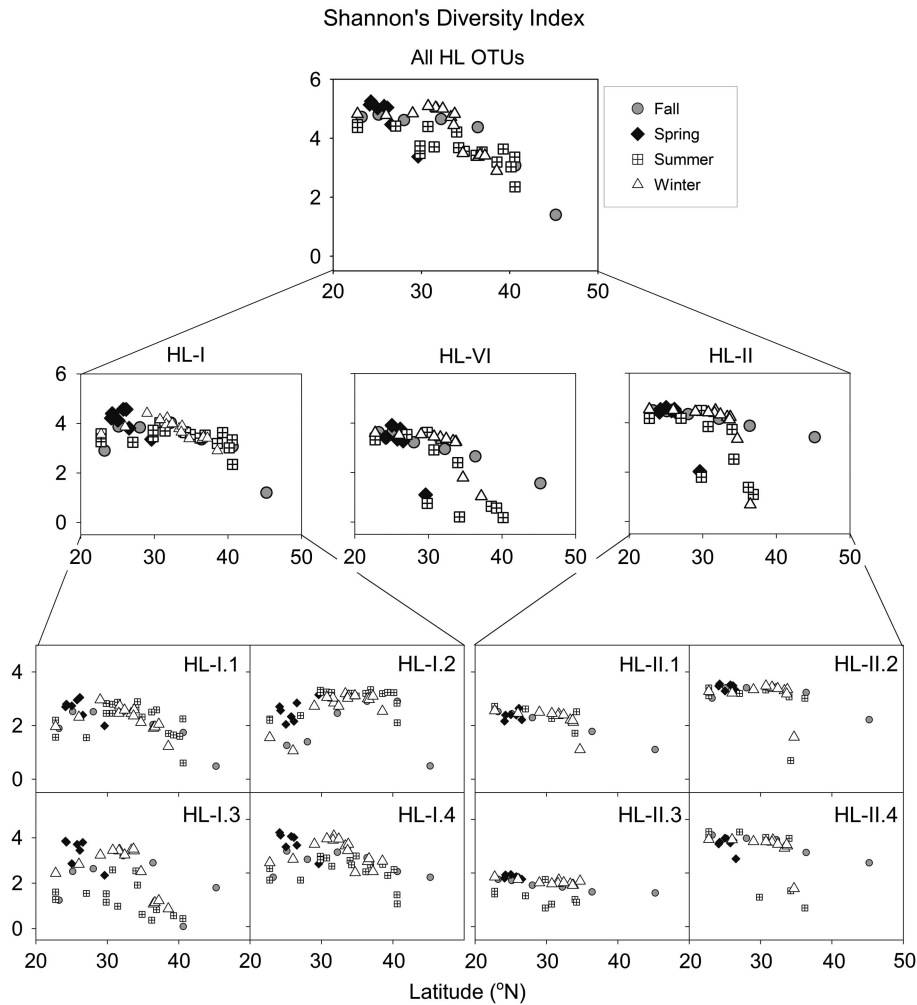 Shannon's Diversity Index
All HL OTUs
6
4
2
0
20 30 40 50
Fall
Spring
Summer
Winter
HL-I HL-VI HL-II
6
4
2
0
20 30 40 50 20 30 40 50 20 30 40 50
HL-I.1 HL-I.2 HL-II.1 HL-II.2
4
2
0
HL-I.3 HL-I.4 HL-II.3 HL-II.4
4
2
0
20 30 40 20 30 40 20 30 40 20 30 40 50
Latitude (°N)